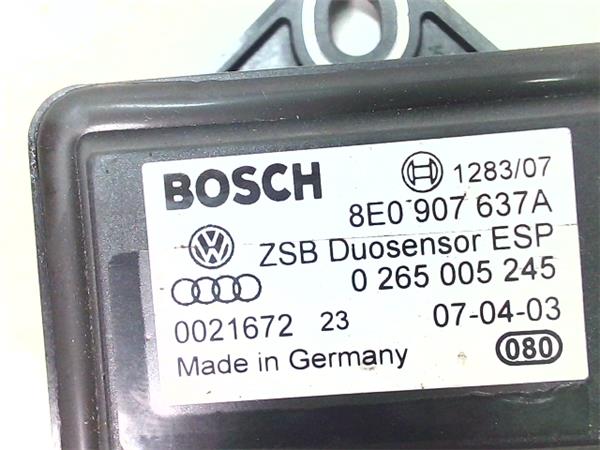 BOSCH 1283/07
8E0 907 637A
ZSB Duosensor ESP
0 265 005 245
0021672 23 07-04-03
Made in Germany 080